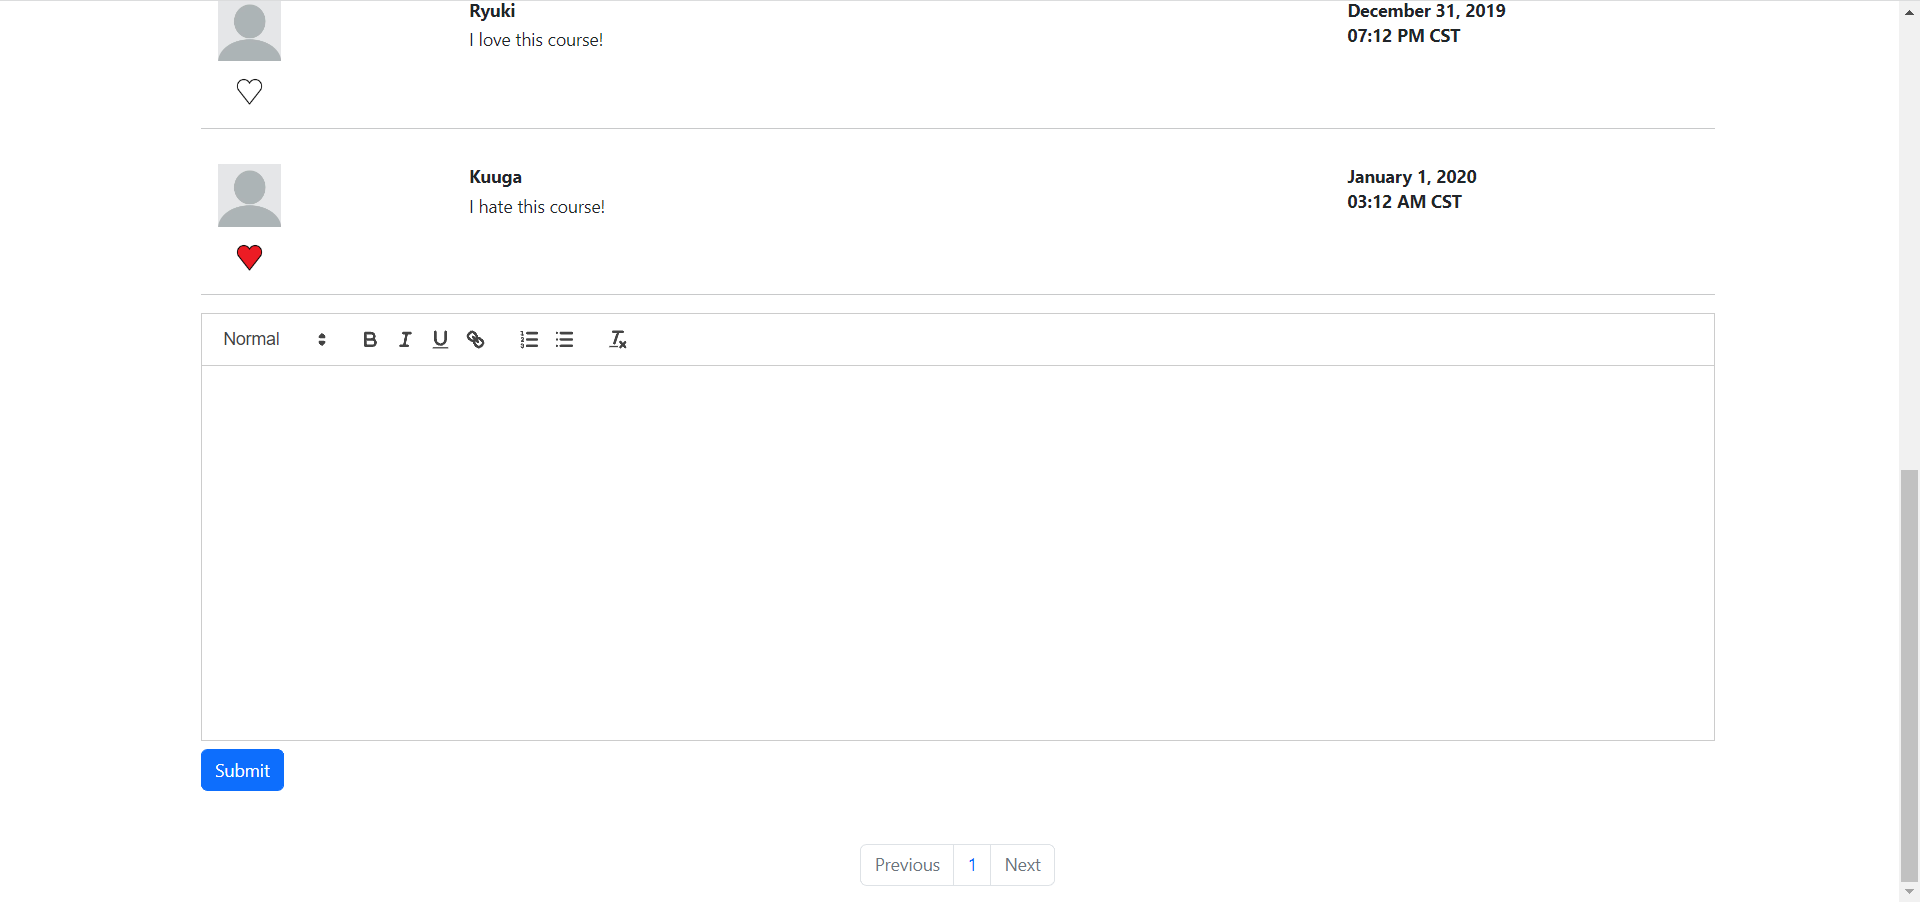 Ryuki
I love this course!
December 31, 2019
07:12 PM CST
Kuuga
I hate this course!
January 1, 2020
03:12 AM CST
Normal
Submit
Previous 1 Next